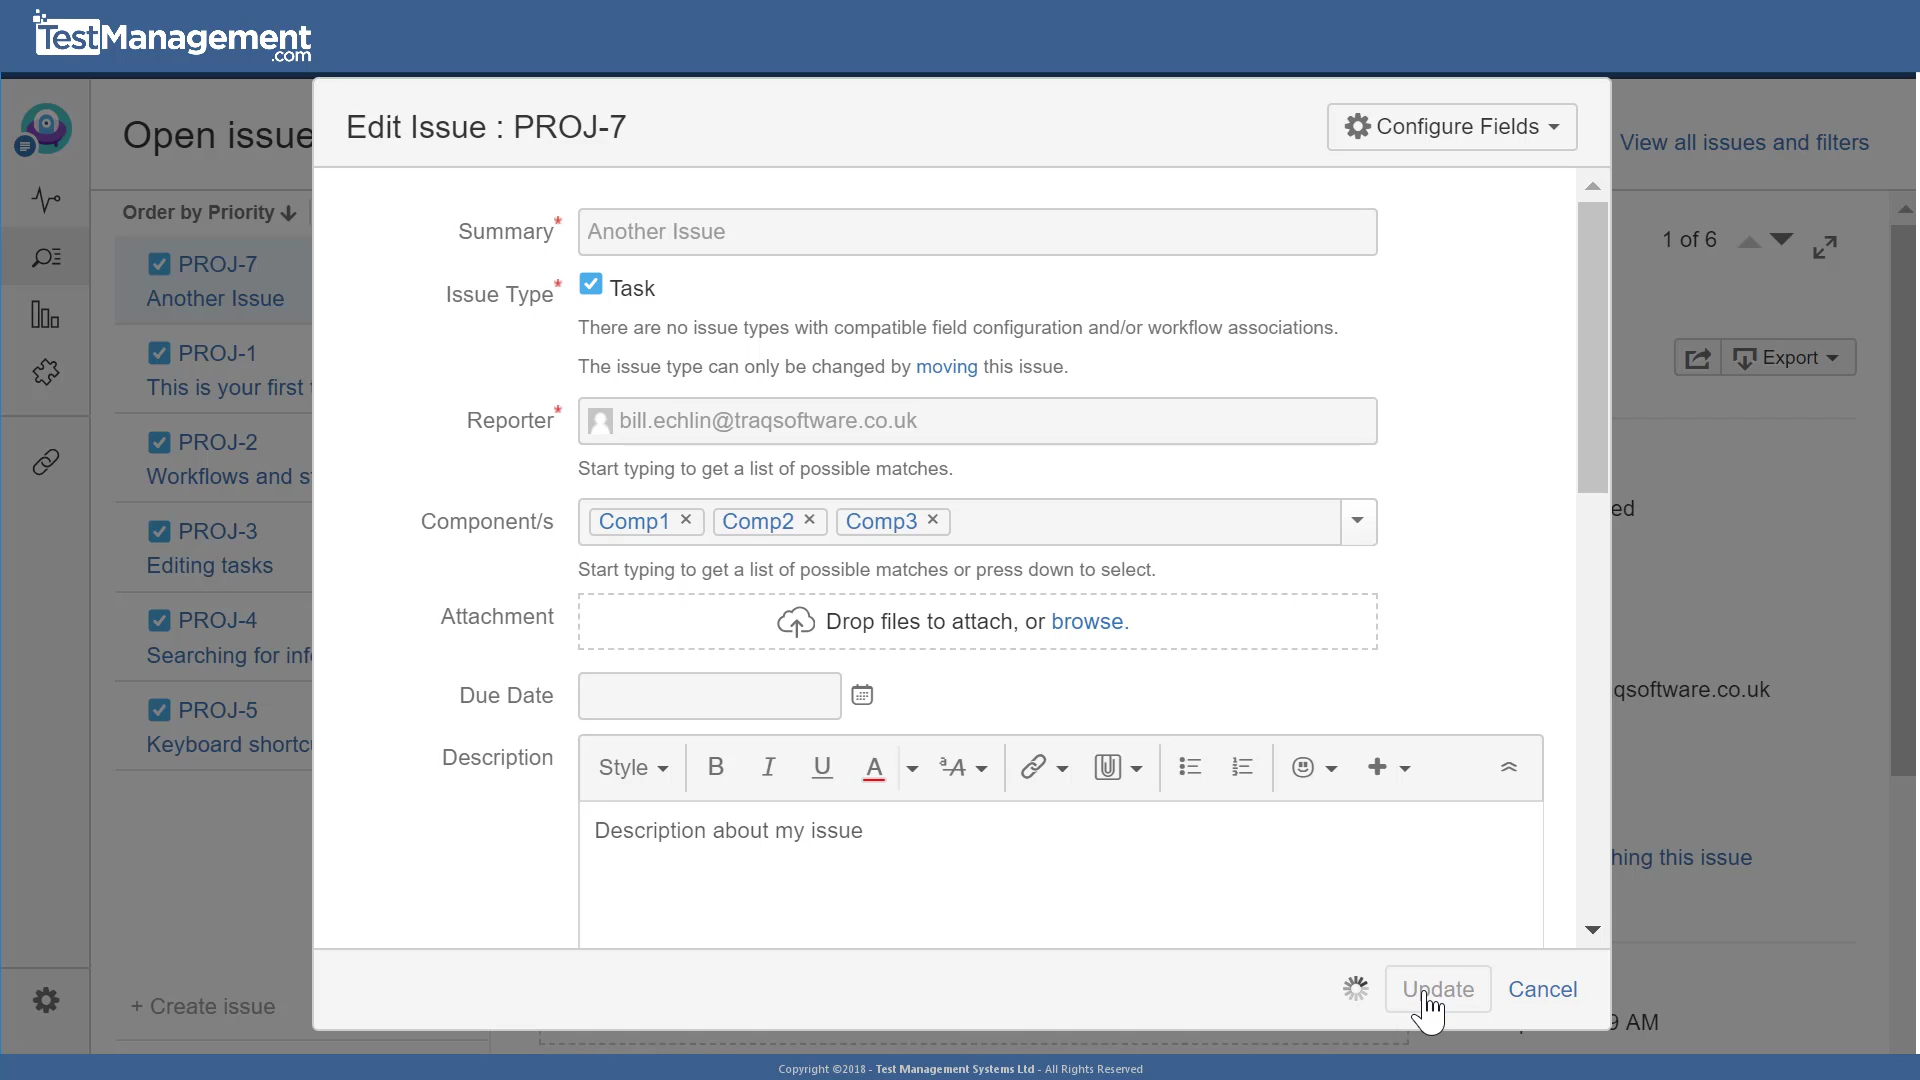 TestManagement
.com
Open issue
Edit Issue : PROJ-7
Configure Fields
View all issues and filters
Order by Priority
1 of 6
PROJ-7
Another Issue
PROJ-1
This is your first
PROJ-2
Workflows and s
PROJ-3
Editing tasks
PROJ-4
Searching for inf
PROJ-5
Keyboard shortc
+ Create issue
Summary*
Another Issue
Issue Type*
Task
There are no issue types with compatible field configuration and/or workflow associations.
The issue type can only be changed by moving this issue.
Export
Reporter*
bill.echlin@traqsoftware.co.uk
Start typing to get a list of possible matches.
Component/s
Comp1 × Comp2 × Comp3 ×
ed
Start typing to get a list of possible matches or press down to select.
Attachment
Drop files to attach, or browse.
Due Date
qsoftware.co.uk
Description
Style B I U A ᵃA
Description about my issue
hing this issue
Update
Cancel
9 AM
Copyright ©2018 - Test Management Systems Ltd - All Rights Reserved